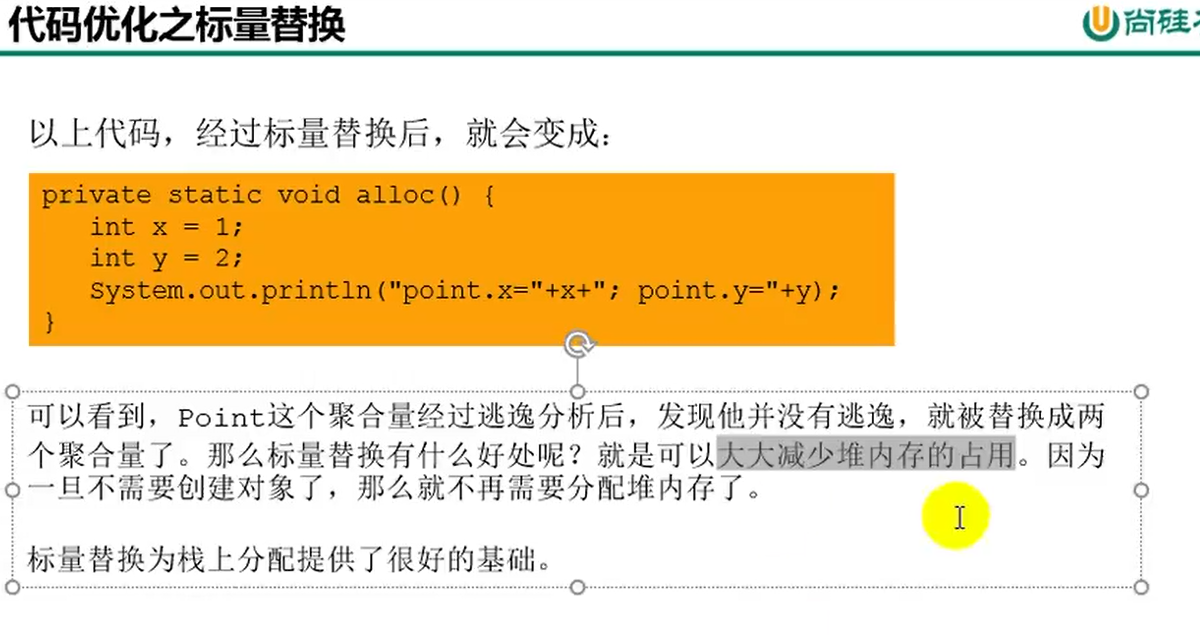 代码优化之标量替换
尚硅
以上代码，经过标量替换后，就会变成：
private static void alloc() {
   int x = 1;
   int y = 2;
   System.out.println("point.x="+x+"; point.y="+y);
}
可以看到，Point这个聚合量经过逃逸分析后，发现他并没有逃逸，就被替换成两
个聚合量了。那么标量替换有什么好处呢？就是可以大大减少堆内存的占用。因为
一旦不需要创建对象了，那么就不再需要分配堆内存了。
标量替换为栈上分配提供了很好的基础。